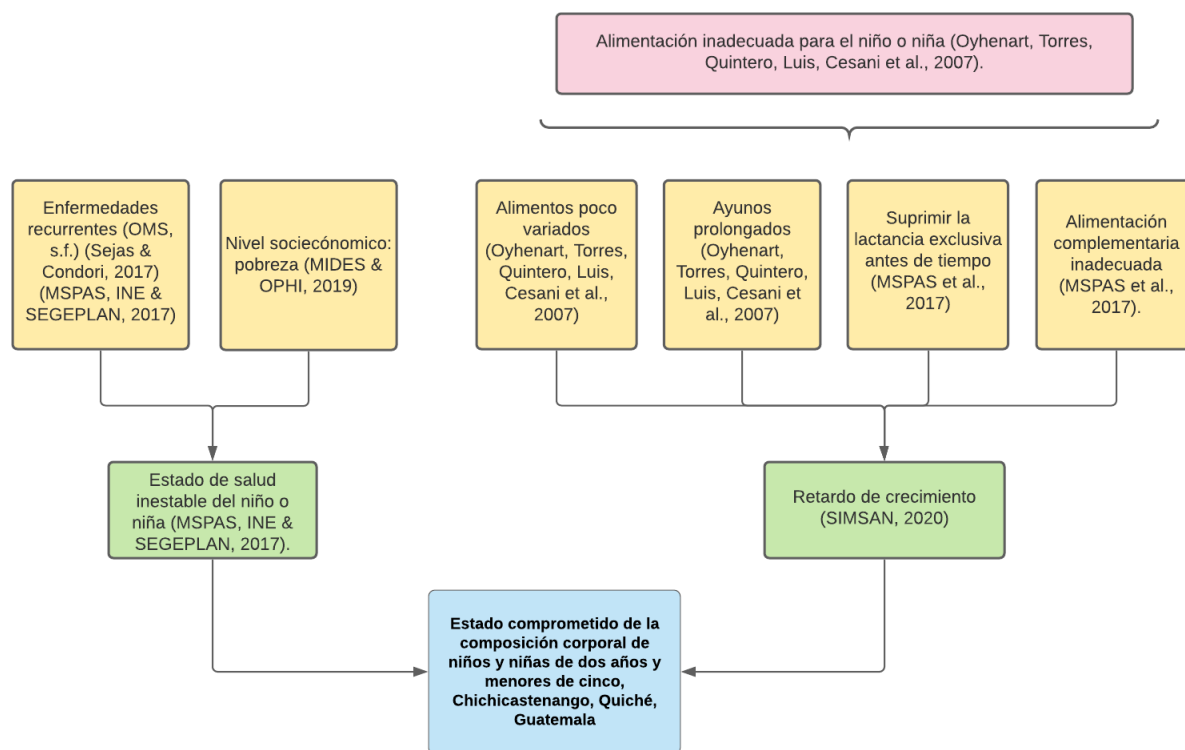 Alimentación inadecuada para el niño o niña (Oyhenart, Torres,
Quintero, Luis, Cesani et al., 2007).
Enfermedades
recurrentes (OMS,
s.f.) (Sejas &
Condori, 2017)
(MSPAS, INE &
SEGEPLAN, 2017)
Nivel sociecónomico:
pobreza (MIDES &
OPHI, 2019)
Alimentos poco
variados
(Oyhenart, Torres,
Quintero, Luis,
Cesani et al.,
2007)
Ayunos
prolongados
(Oyhenart,
Torres, Quintero,
Luis, Cesani et
al., 2007)
Suprimir la
lactancia exclusiva
antes de tiempo
(MSPAS et al.,
2017)
Alimentación
complementaria
inadecuada
(MSPAS et al.,
2017).
Estado de salud
inestable del niño o
niña (MSPAS, INE &
SEGEPLAN, 2017).
Retardo de crecimiento
(SIMSAN, 2020)
Estado comprometido de la
composición corporal de
niños y niñas de dos años y
menores de cinco,
Chichicastenango, Quiché,
Guatemala